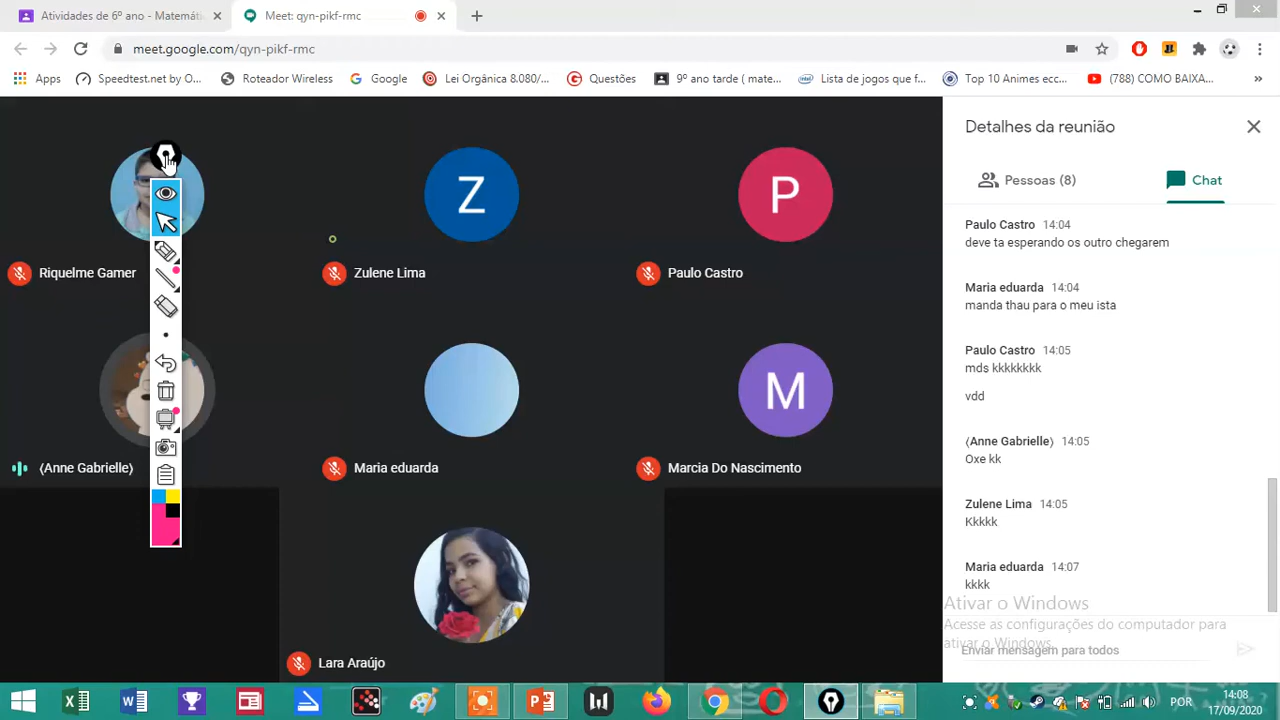 Atividades de 6º ano - Matemáti
Meet: qyn-pikf-rmc
meet.google.com/qyn-pikf-rmc
Apps
Speedtest.net by O...
Roteador Wireless
Google
Lei Orgânica 8.080/...
Questões
9º ano tarde ( mate...
Lista de jogos que f...
Top 10 Animes ecc...
(788) COMO BAIXA...
»
Detalhes da reunião
Pessoas (8)
Chat
Z
P
Riquelme Gamer
Zulene Lima
Paulo Castro
M
(Anne Gabrielle)
Maria eduarda
Marcia Do Nascimento
Lara Araújo
Paulo Castro 14:04
deve ta esperando os outro chegarem
Maria eduarda 14:04
manda thau para o meu ista
Paulo Castro 14:05
mds kkkkkkkk
vdd
(Anne Gabrielle) 14:05
Oxe kk
Zulene Lima 14:05
Kkkkk
Maria eduarda 14:07
kkkk
Ativar o Windows
Acesse as configurações do computador para
ativar o Windows.
Enviar mensagem para todos
POR
14:08
17/09/2020